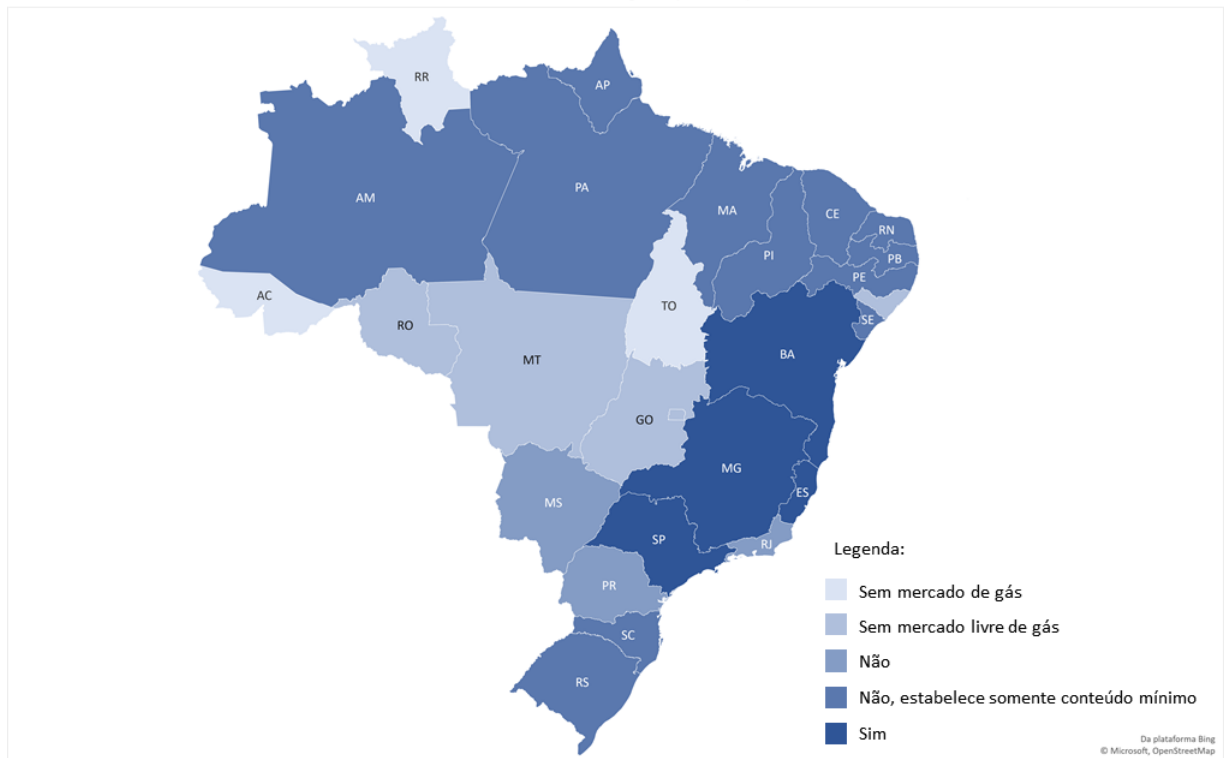 RR
AP
AM
PA
MA
CE
RN
PI
PB
PE
AC
TO
SE
RO
BA
MT
GO
MG
ES
MS
SP
RJ
PR
SC
RS
Legenda:
Sem mercado de gás
Sem mercado livre de gás
Não
Não, estabelece somente conteúdo mínimo
Sim
Da plataforma Bing
© Microsoft, OpenStreetMap